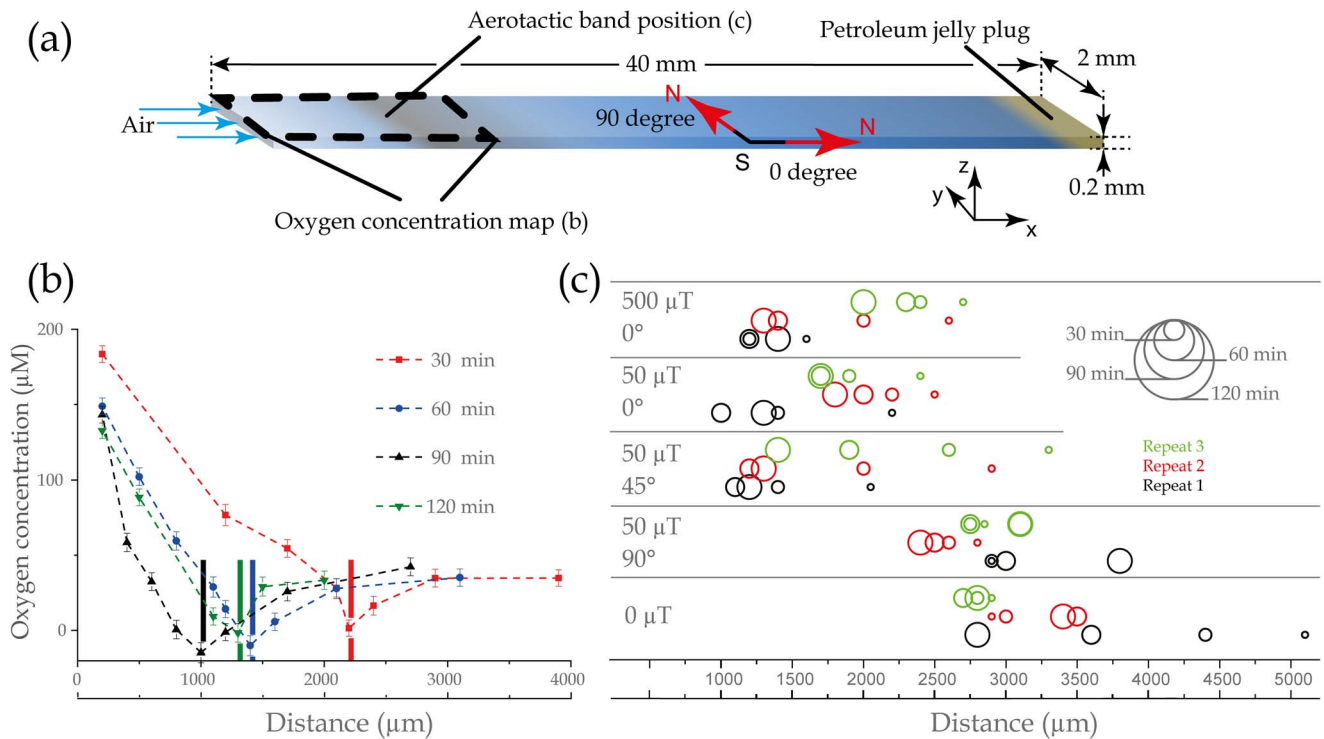 (a)
Aerotactic band position (c)
Petroleum jelly plug
40 mm
2 mm
Air
N
90 degree
N
S
0 degree
0.2 mm
Oxygen concentration map (b)
z
y
x
(b)
Oxygen concentration (µM)
200
100
0
30 min
60 min
90 min
120 min
0
1000
2000
3000
4000
Distance (µm)
(c)
500 µT
0°
50 µT
0°
50 µT
45°
50 µT
90°
0 µT
30 min
60 min
90 min
120 min
Repeat 3
Repeat 2
Repeat 1
1000
1500
2000
2500
3000
3500
4000
4500
5000
Distance (µm)